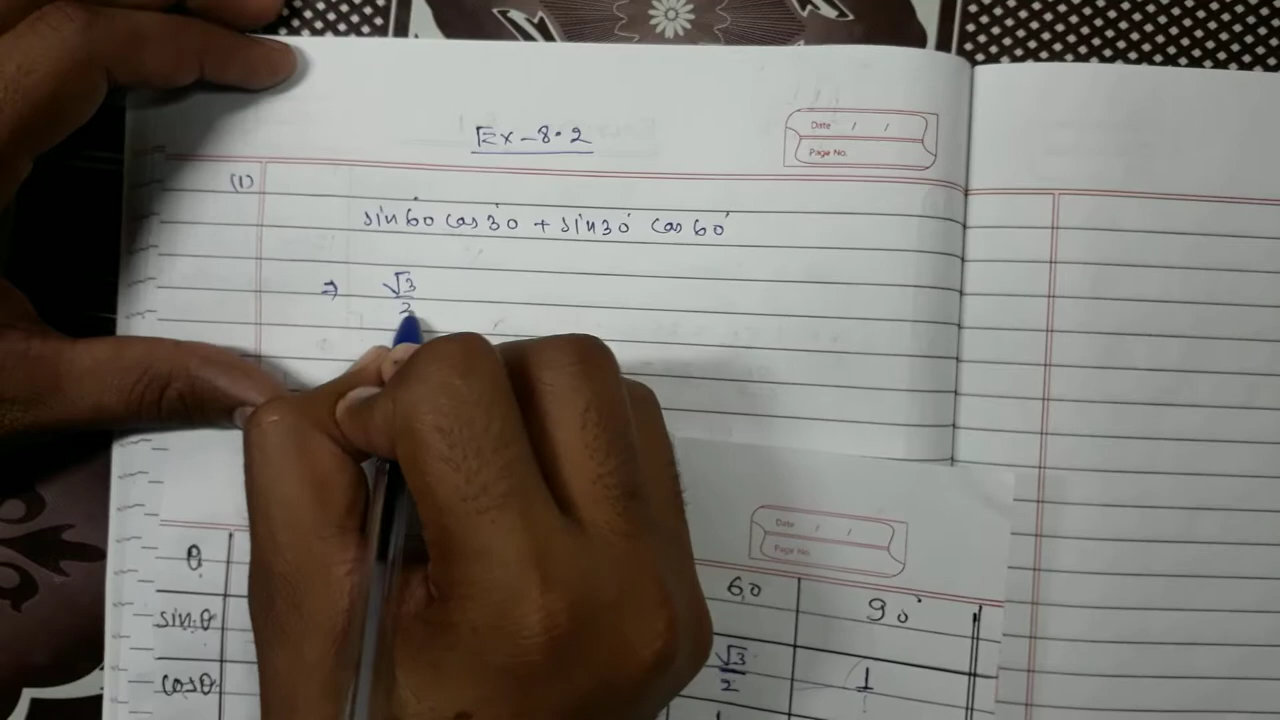 Ex-8.2
Date / /
Page No.
(1)
sin 60° cos 30° + sin 30° cos 60°
⇒ √3/2
Date / /
Page No.
θ 60 90°
sin θ √3/2 1
cos θ 1